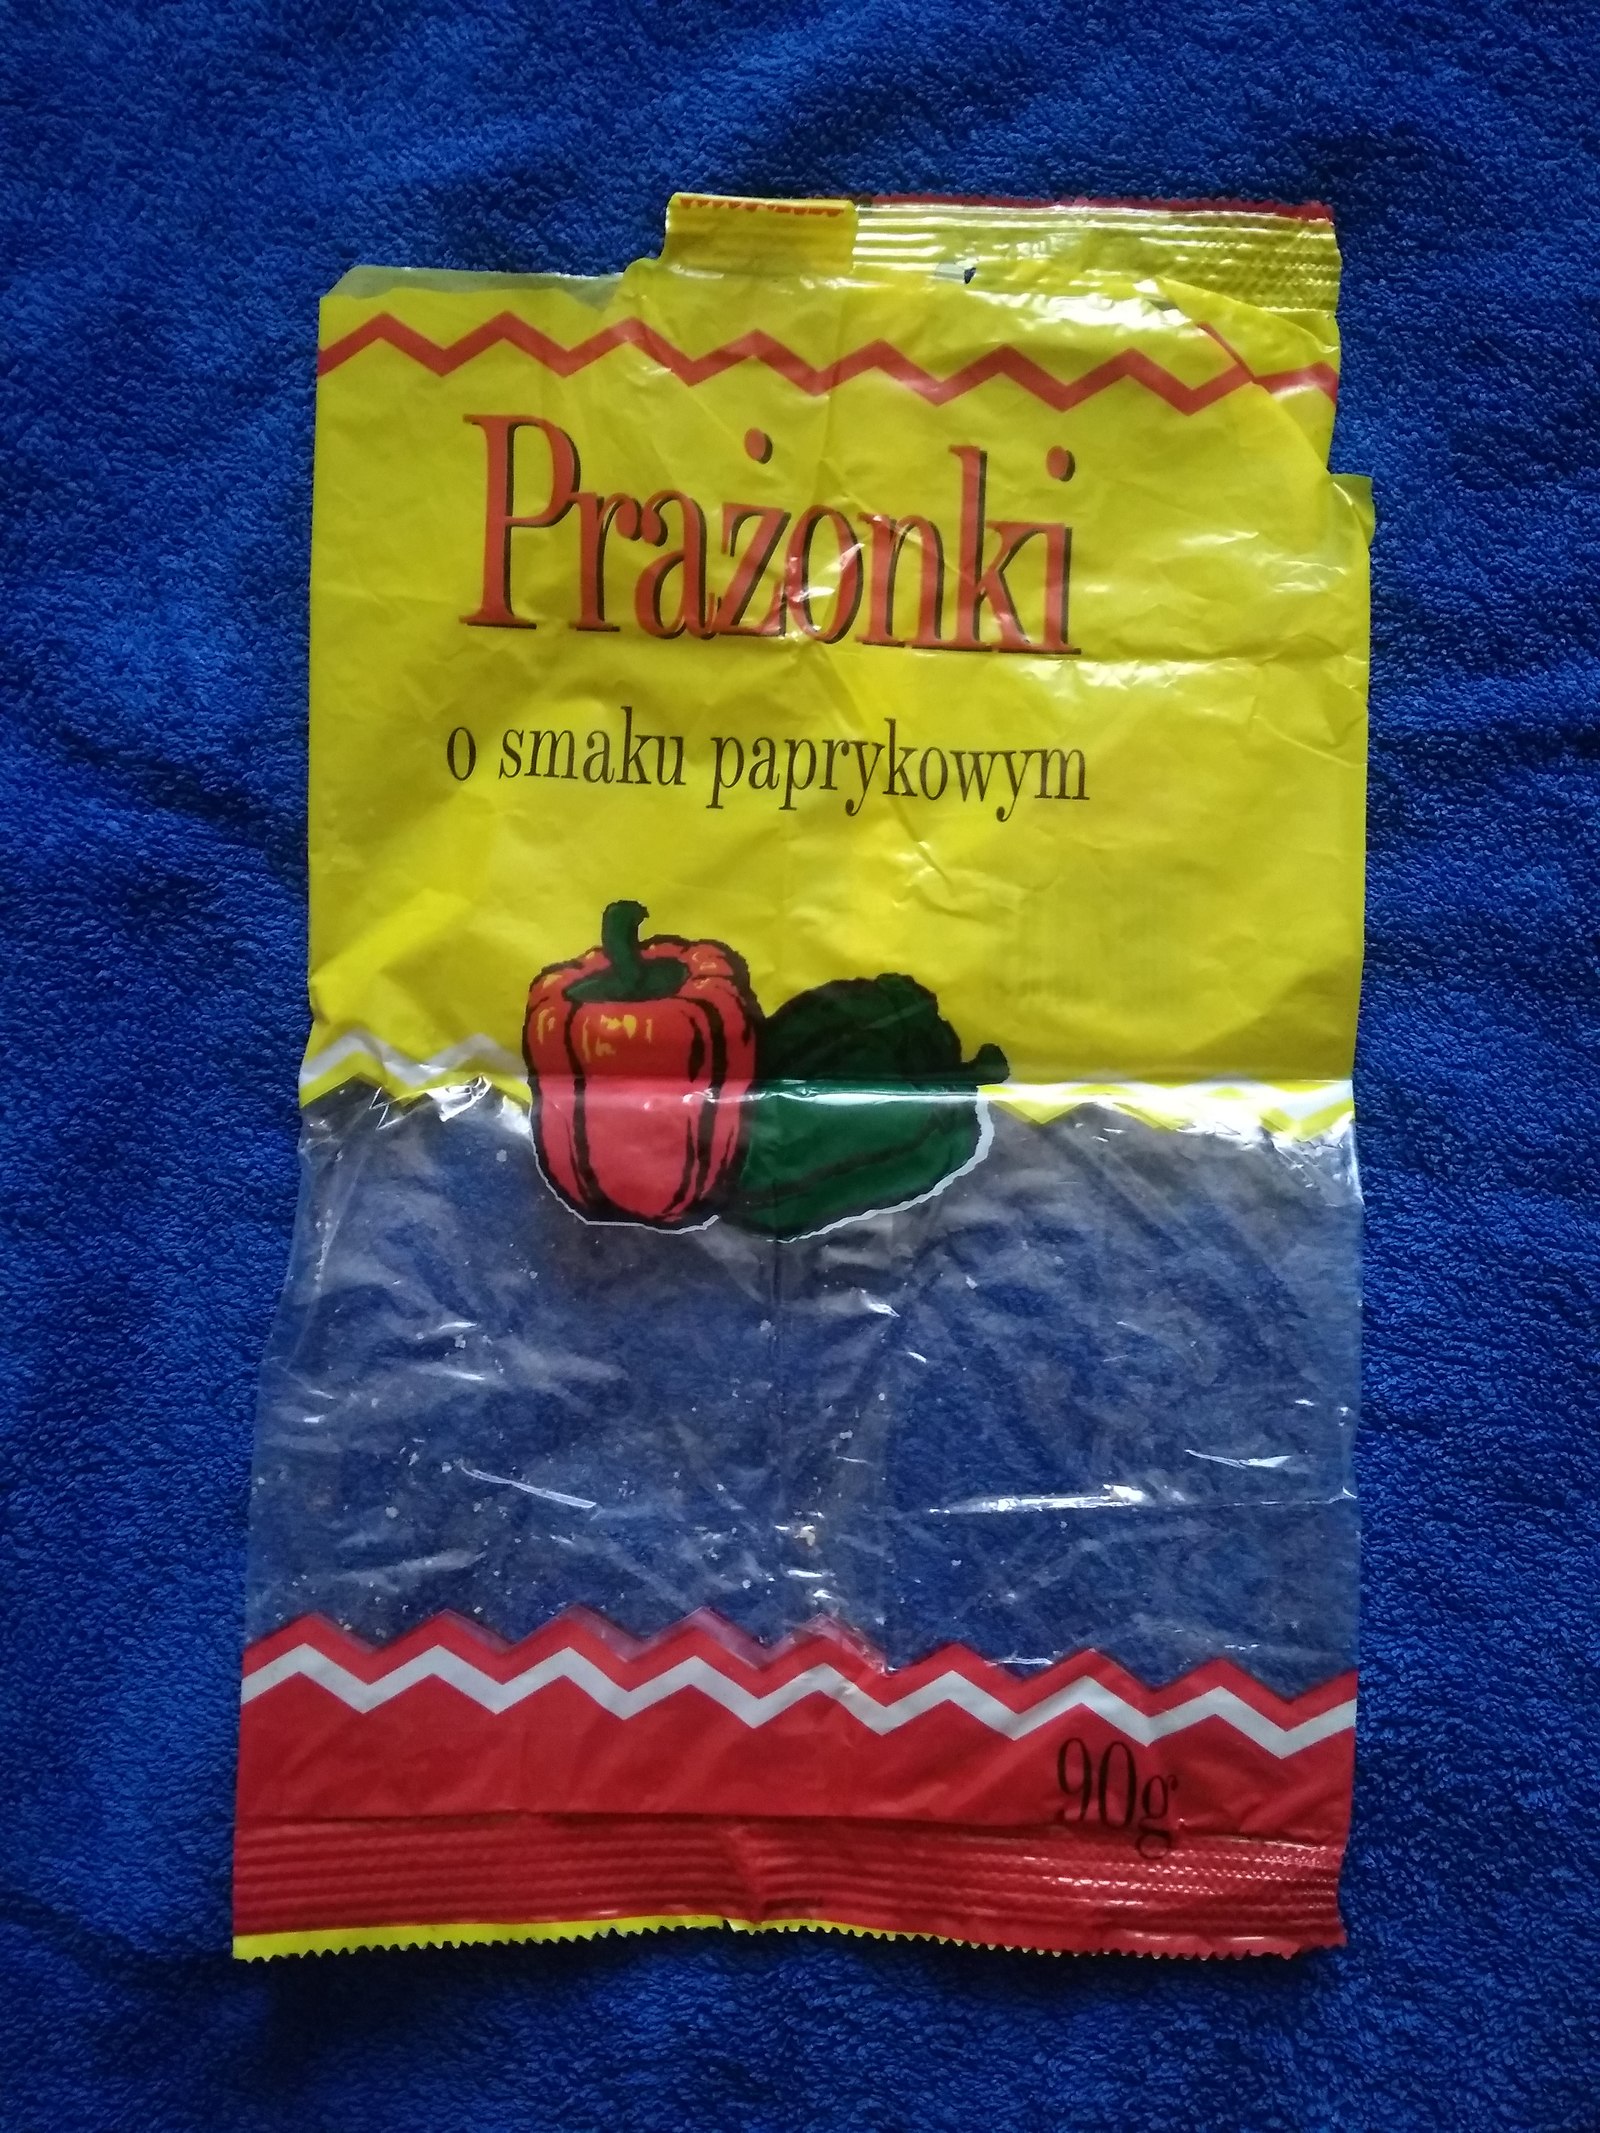 Prażonki
o smaku paprykowym
90g